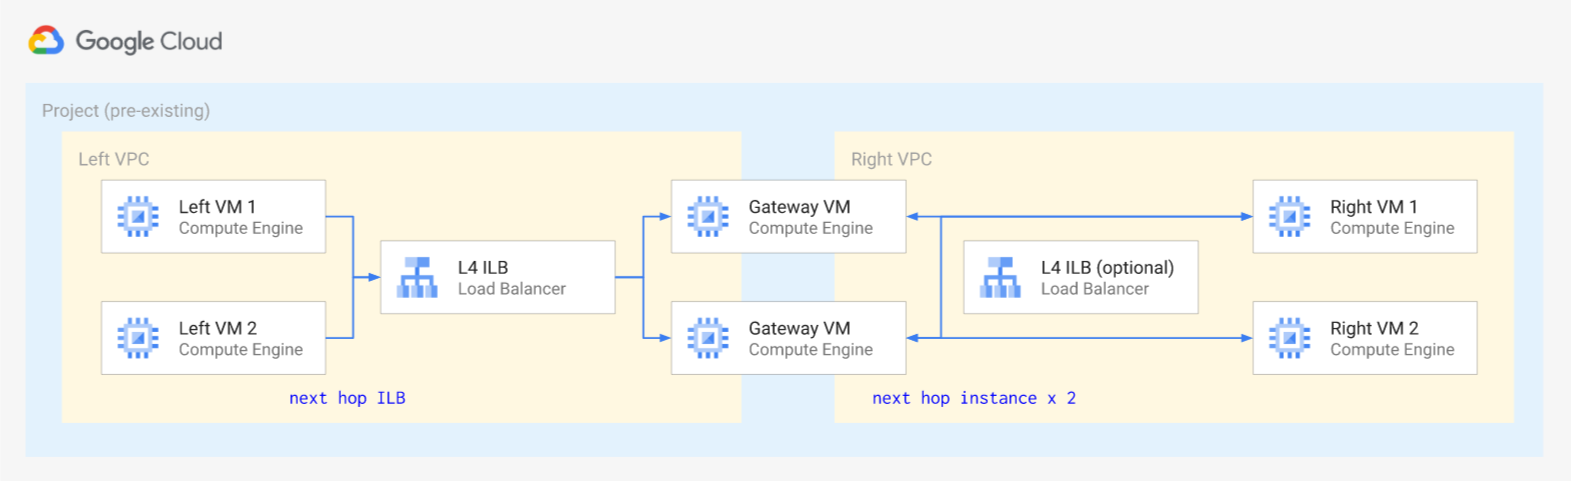 Google Cloud
Project (pre-existing)
Left VPC
Right VPC
Left VM 1
Compute Engine
Gateway VM
Compute Engine
Right VM 1
Compute Engine
L4 ILB
Load Balancer
L4 ILB (optional)
Load Balancer
Left VM 2
Compute Engine
Gateway VM
Compute Engine
Right VM 2
Compute Engine
next hop ILB
next hop instance x 2